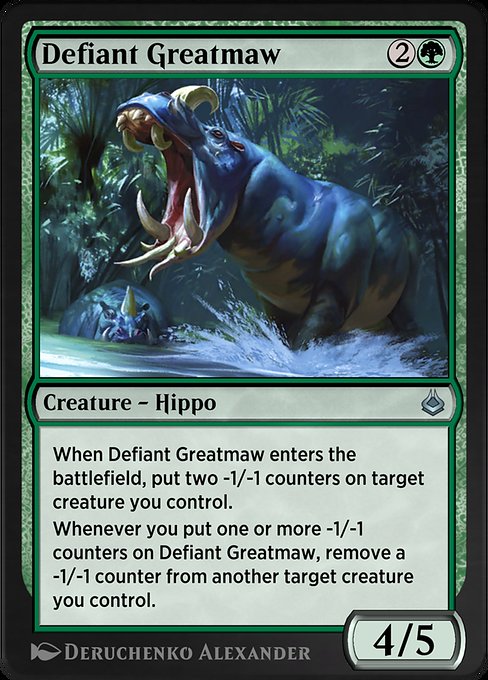 Defiant Greatmaw 2
Creature – Hippo
When Defiant Greatmaw enters the
battlefield, put two -1/-1 counters on target
creature you control.
Whenever you put one or more -1/-1
counters on Defiant Greatmaw, remove a
-1/-1 counter from another target creature
you control.
4/5
Deruchenko Alexander